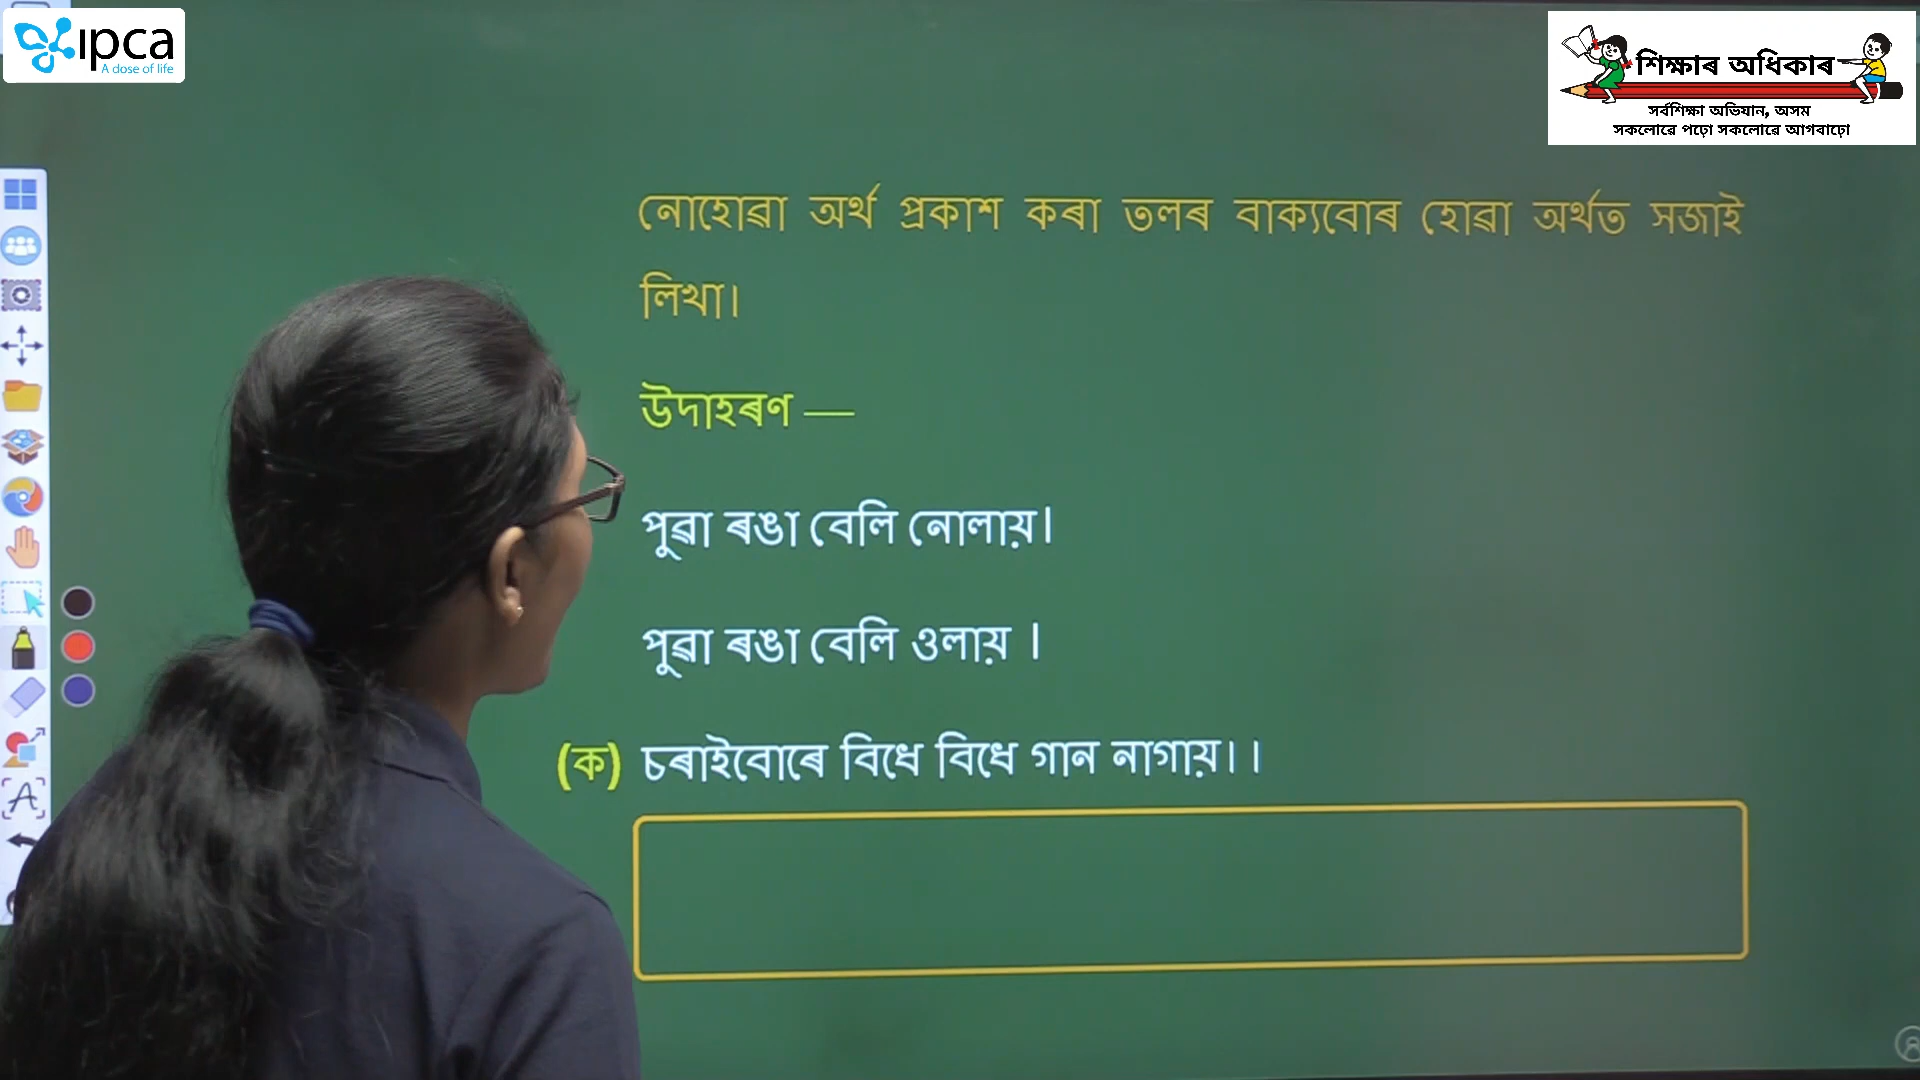 ipca
A dose of life
শিক্ষাৰ অধিকাৰ
সৰ্বশিক্ষা অভিযান, অসম
সকলোৱে পঢ়ো সকলোৱে আগবাঢ়ো
নোহোৱা অৰ্থ প্ৰকাশ কৰা তলৰ বাক্যবোৰ হোৱা অৰ্থত সজাই
লিখা।
উদাহৰণ —
পুৱা ৰঙা বেলি নোলায়।
পুৱা ৰঙা বেলি ওলায় ।
(ক) চৰাইবোৰে বিধে বিধে গান নাগায়।।